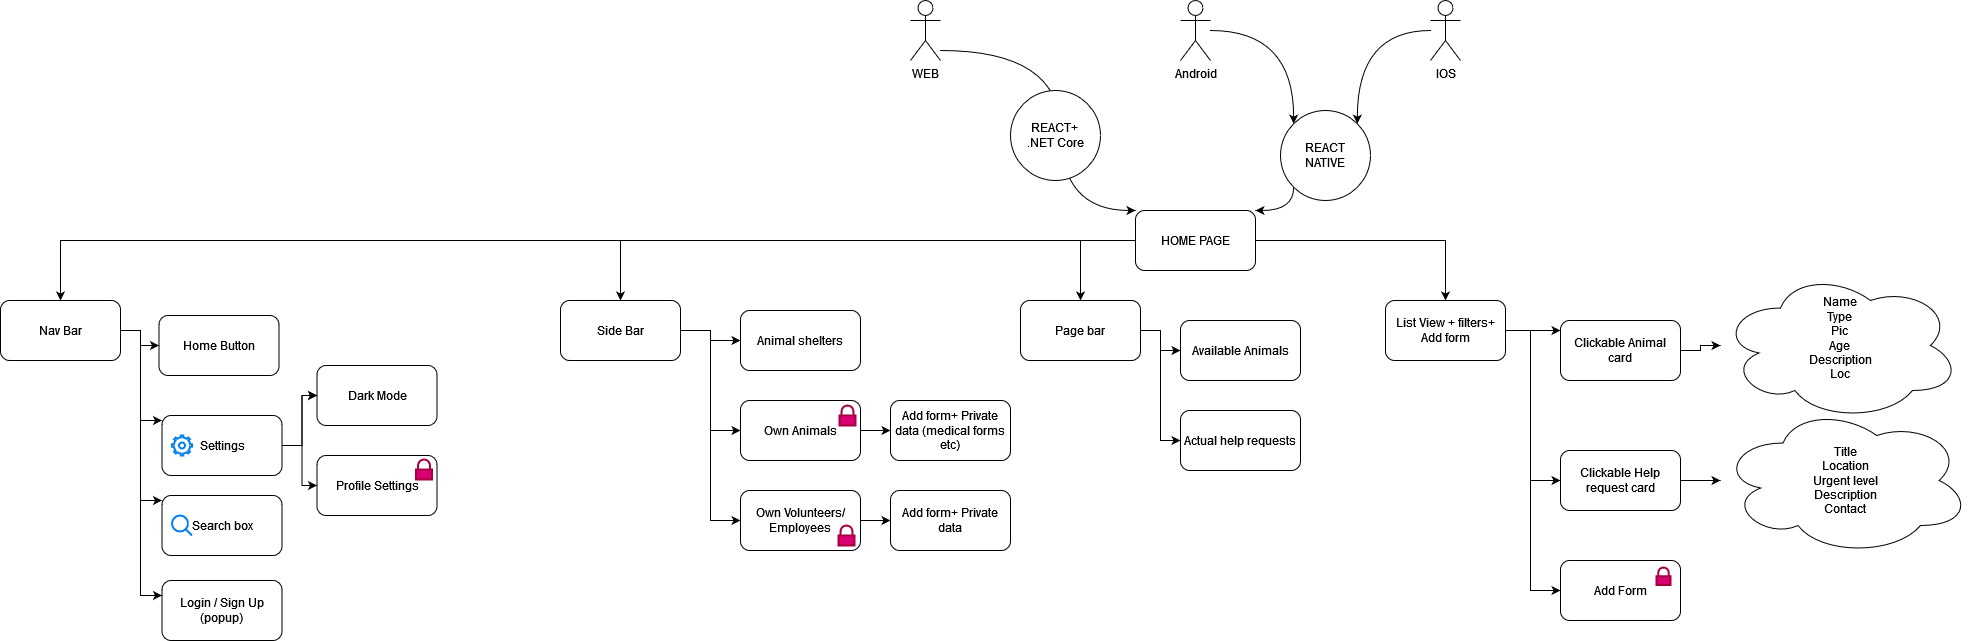 WEB
Android
IOS
REACT+
.NET Core
REACT
NATIVE
HOME PAGE
Nav Bar
Home Button
Settings
Dark Mode
Profile Settings
Search box
Login / Sign Up
(popup)
Side Bar
Animal shelters
Own Animals
Add form+ Private
data (medical forms
etc)
Own Volunteers/
Employees
Add form+ Private
data
Page bar
Available Animals
Actual help requests
List View + filters+
Add form
Clickable Animal
card
Name
Type
Pic
Age
Description
Loc
Clickable Help
request card
Title
Location
Urgent level
Description
Contact
Add Form